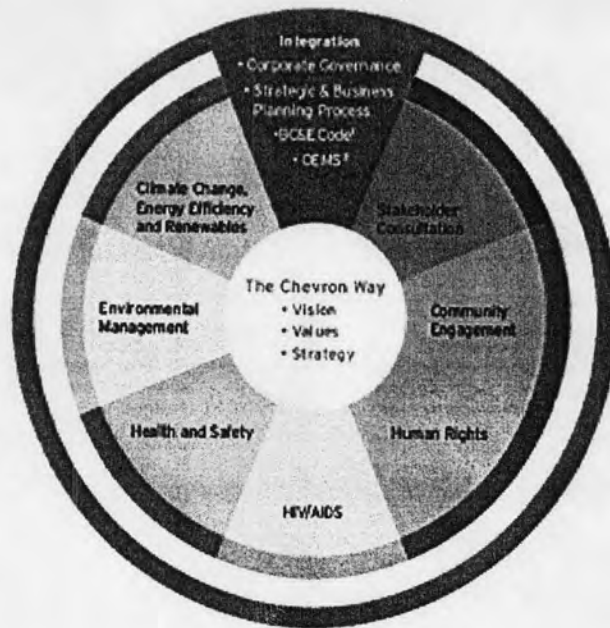 Integration
• Corporate Governance
• Strategic & Business
Planning Process
• GC&E Code¹
• OEMS²
Climate Change,
Energy Efficiency
and Renewables
Stakeholder
Consultation
The Chevron Way
• Vision
• Values
• Strategy
Environmental
Management
Community
Engagement
Health and Safety
Human Rights
HIV/AIDS